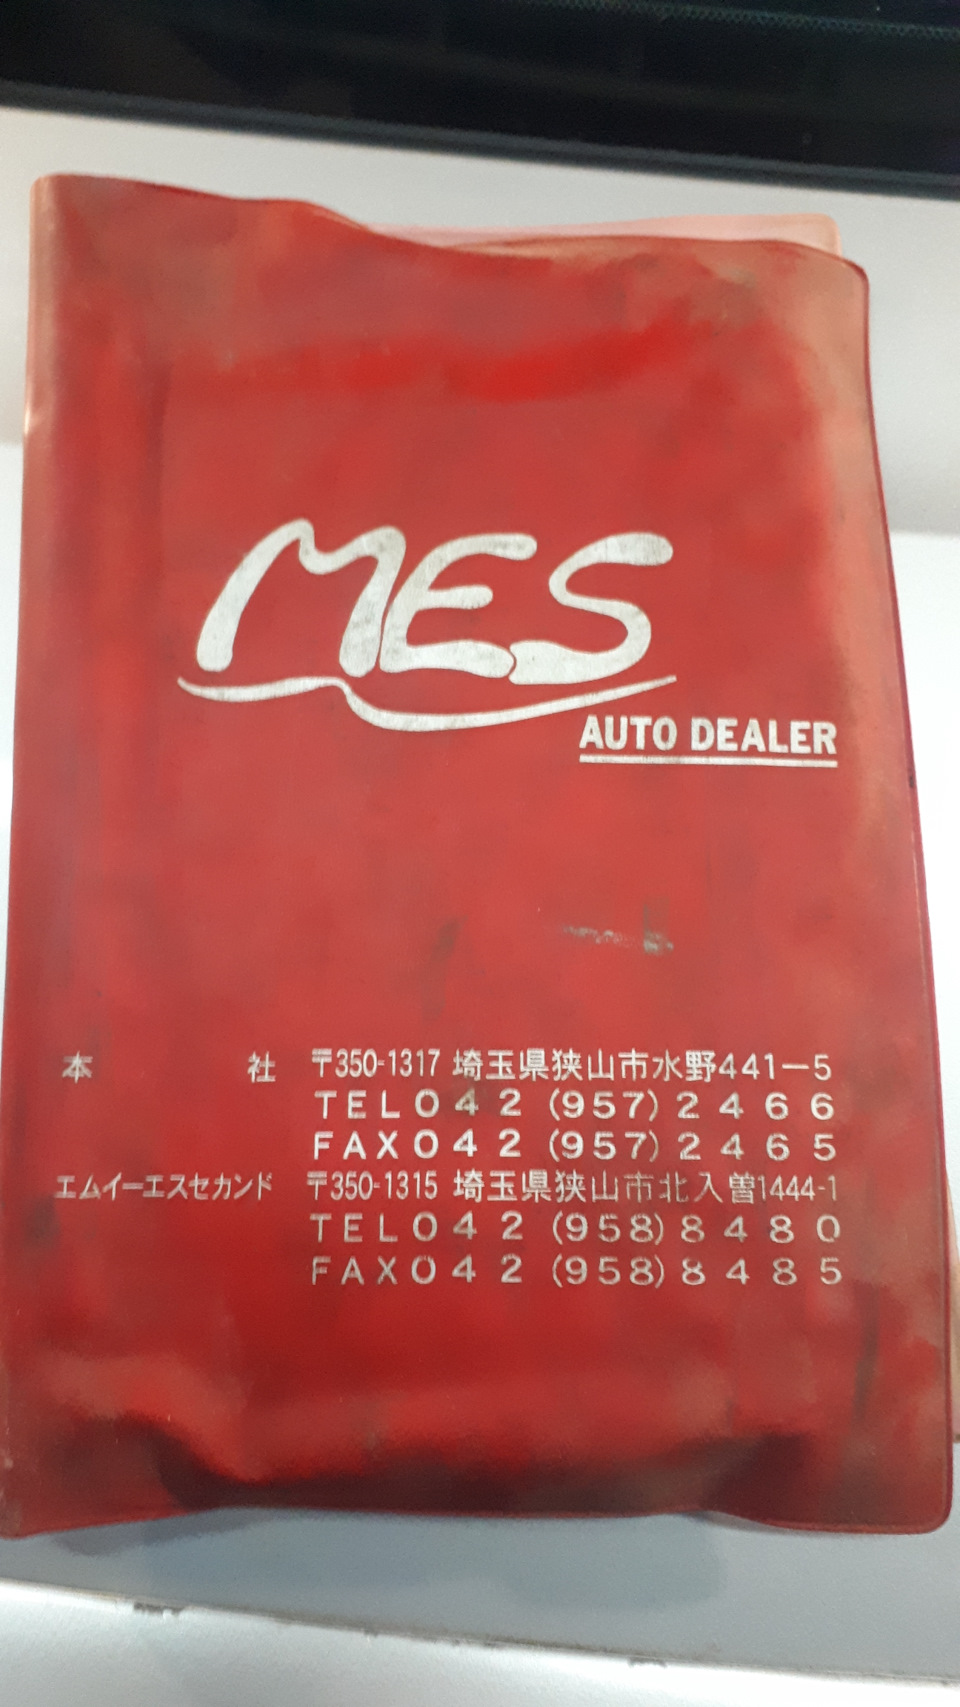 MES
AUTO DEALER
本 社 〒350-1317 埼玉県狭山市水野441-5
TEL042(957)2466
FAX042(957)2465
エムイーエスセカンド 〒350-1315 埼玉県狭山市北入曽1444-1
TEL042(958)8480
FAX042(958)8485